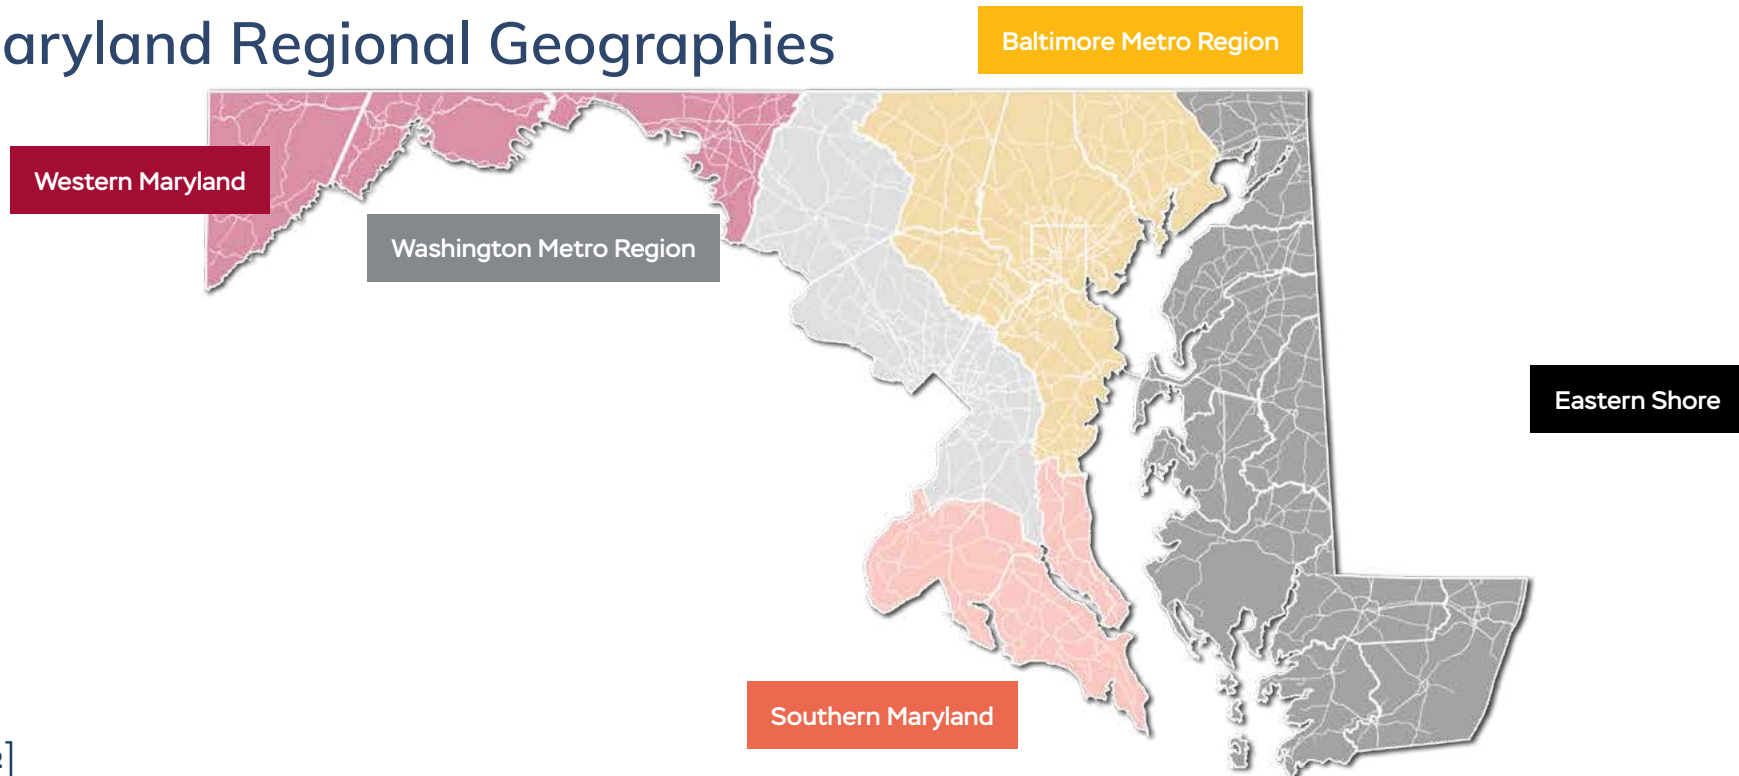 aryland Regional Geographies
Baltimore Metro Region
Western Maryland
Washington Metro Region
Eastern Shore
Southern Maryland
]